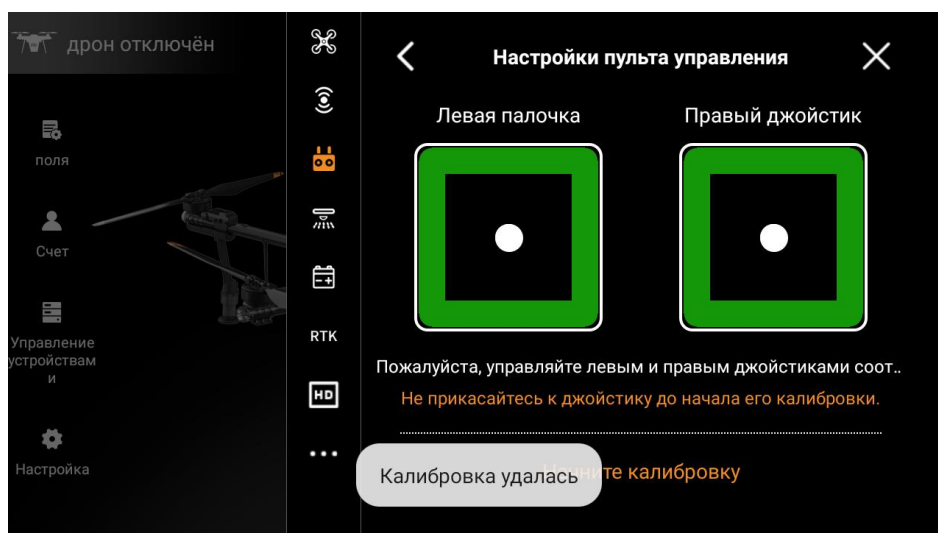 дрон отключён
поля
Счет
Управление
устройствам
и
Настройка
RTK
HD
Настройки пульта управления
Левая палочка
Правый джойстик
Пожалуйста, управляйте левым и правым джойстиками соот..
Не прикасайтесь к джойстику до начала его калибровки.
калибровку
Калибровка удалась